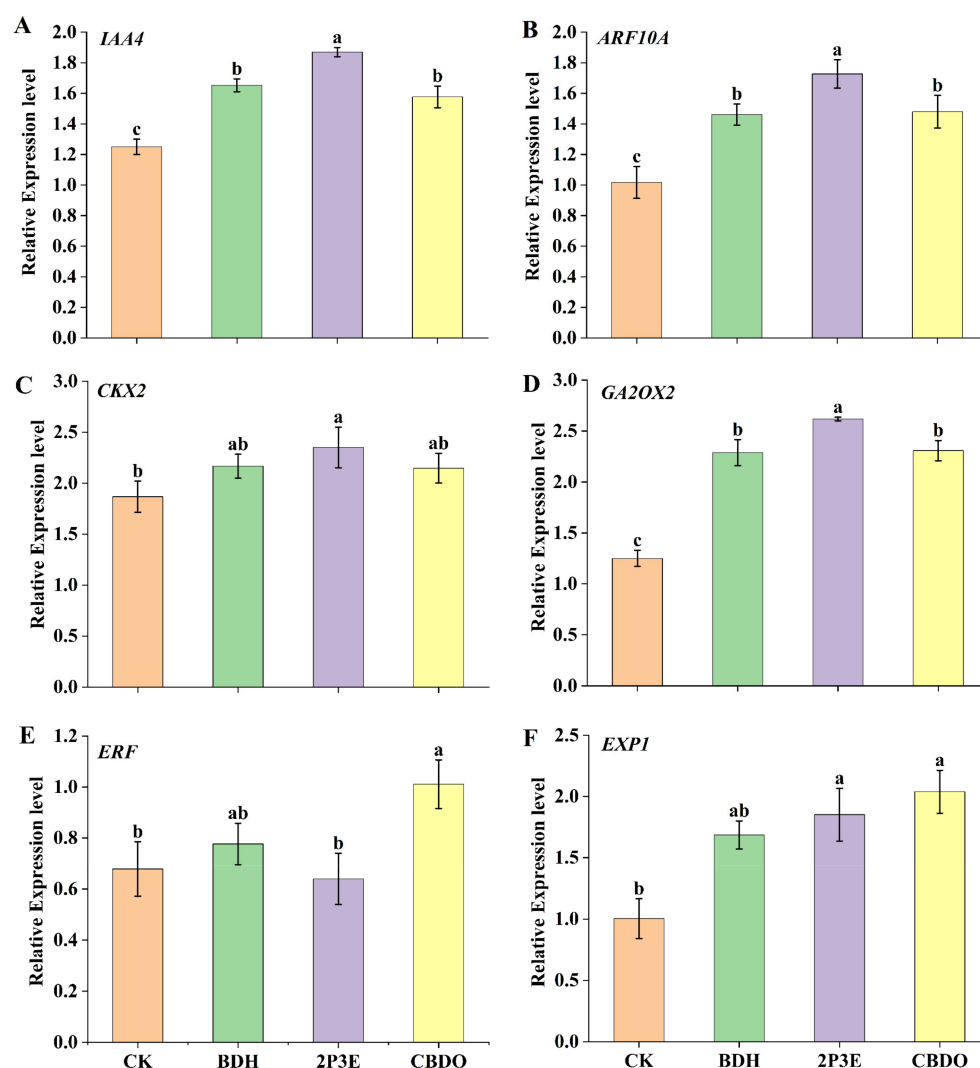 A
IAA4
Relative Expression level
2.0
1.8
1.6
1.4
1.2
1.0
0.8
0.6
0.4
0.2
0.0
c
b
a
b
B
ARF10A
Relative Expression level
2.0
1.8
1.6
1.4
1.2
1.0
0.8
0.6
0.4
0.2
0.0
c
b
a
b
C
CKX2
Relative Expression level
3.0
2.5
2.0
1.5
1.0
0.5
0.0
b
ab
a
ab
D
GA2OX2
Relative Expression level
3.0
2.5
2.0
1.5
1.0
0.5
0.0
c
b
a
b
E
ERF
Relative Expression level
1.2
1.0
0.8
0.6
0.4
0.2
0.0
b
ab
b
a
CK BDH 2P3E CBDO
F
EXP1
Relative Expression level
2.5
2.0
1.5
1.0
0.5
0.0
b
ab
a
a
CK BDH 2P3E CBDO